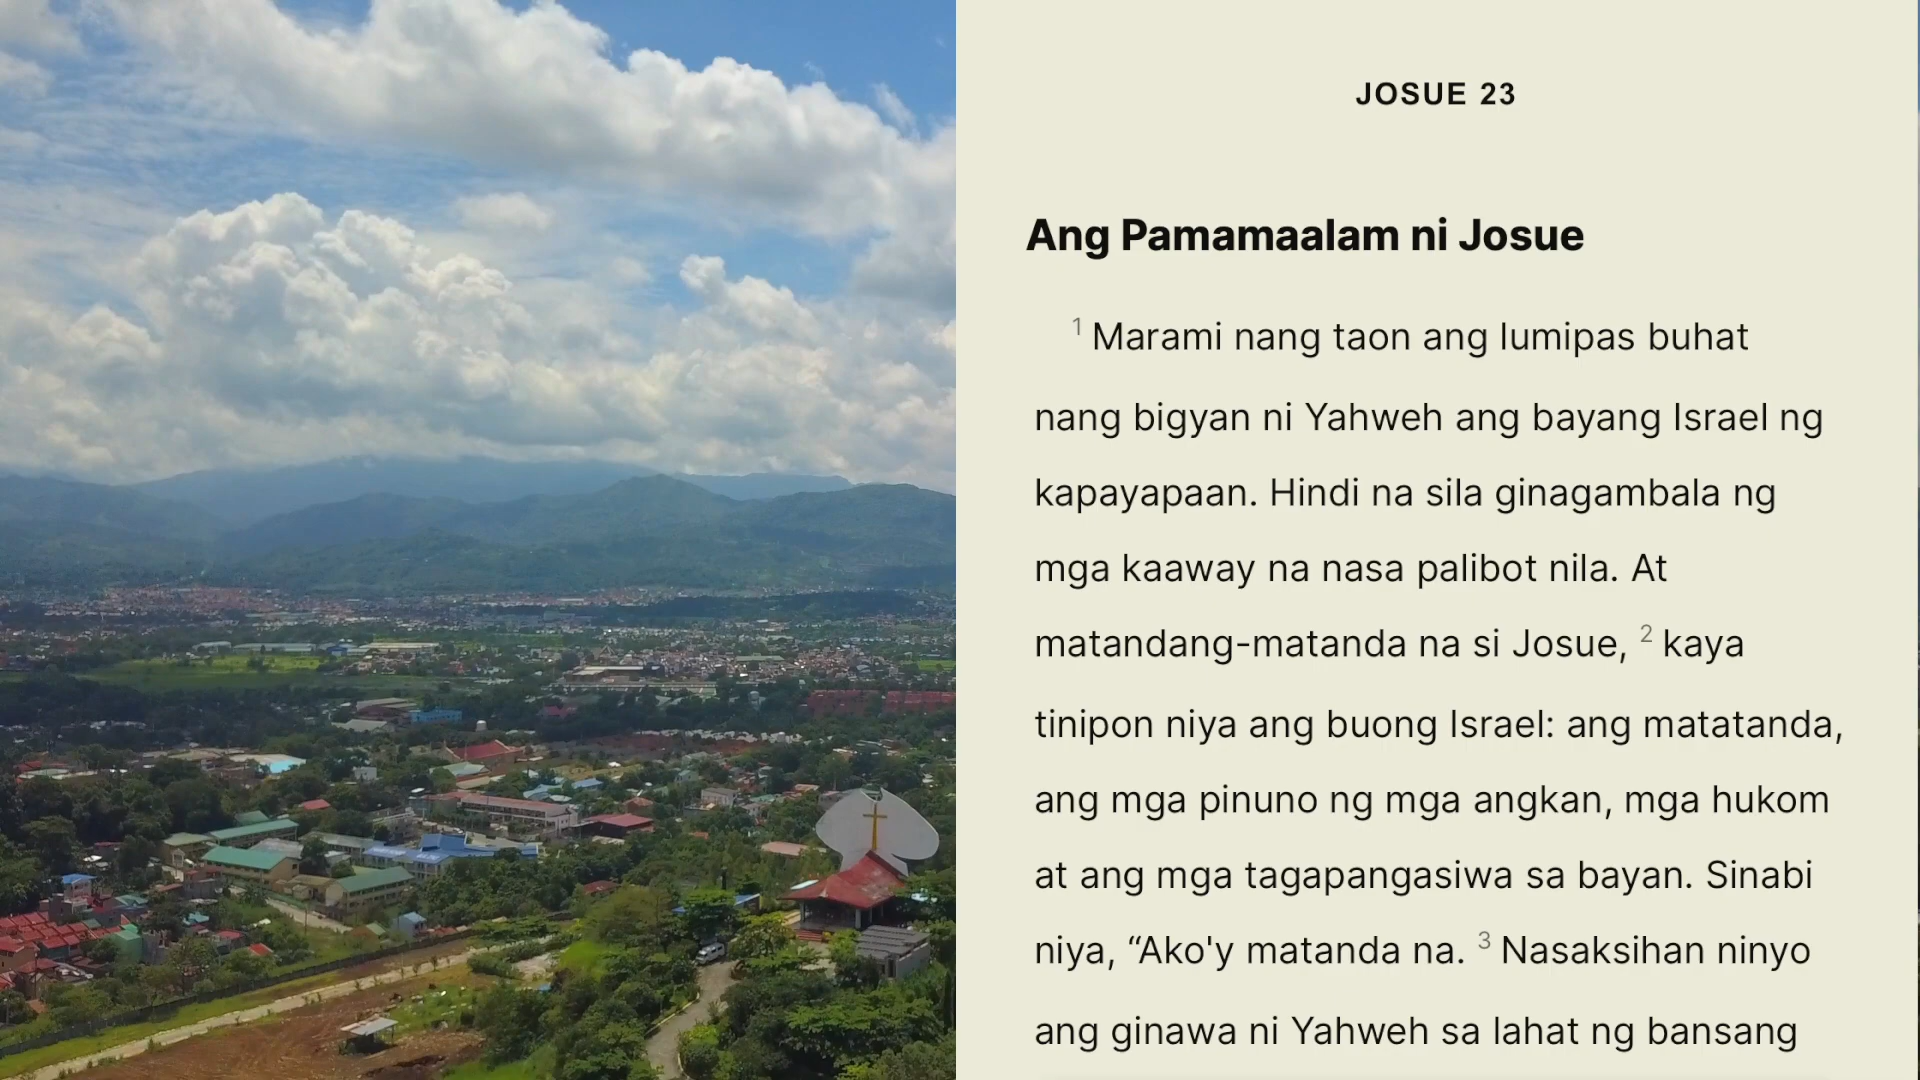 JOSUE 23
Ang Pamamaalam ni Josue
1 Marami nang taon ang lumipas buhat
nang bigyan ni Yahweh ang bayang Israel ng
kapayapaan. Hindi na sila ginagambala ng
mga kaaway na nasa palibot nila. At
matandang-matanda na si Josue, 2 kaya
tinipon niya ang buong Israel: ang matatanda,
ang mga pinuno ng mga angkan, mga hukom
at ang mga tagapangasiwa sa bayan. Sinabi
niya, “Ako'y matanda na. 3 Nasaksihan ninyo
ang ginawa ni Yahweh sa lahat ng bansang